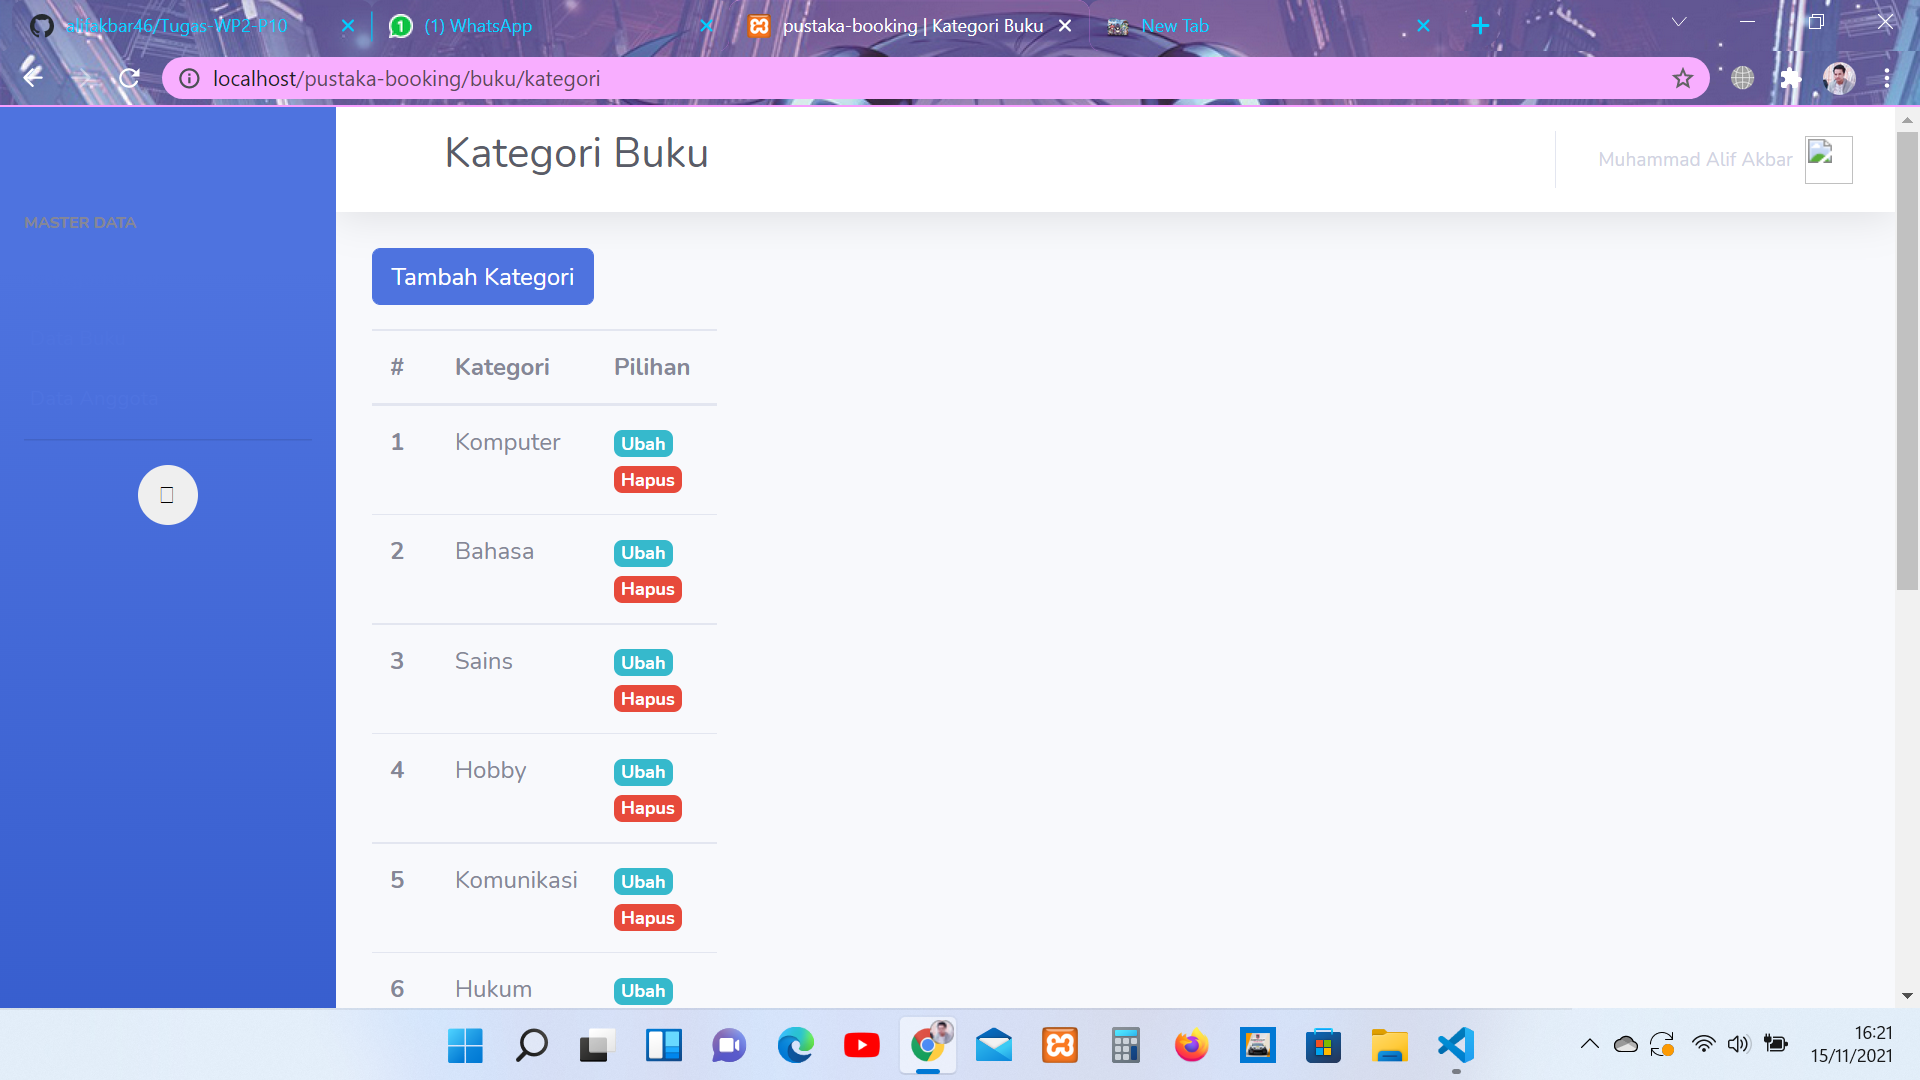 alifakbar46/Tugas-WP2-P10
(1) WhatsApp
pustaka-booking | Kategori Buku
New Tab
localhost/pustaka-booking/buku/kategori
MASTER DATA
Data Anggota
Kategori Buku
Muhammad Alif Akbar
Tambah Kategori
# Kategori Pilihan
1 Komputer Ubah
Hapus
2 Bahasa Ubah
Hapus
3 Sains Ubah
Hapus
4 Hobby Ubah
Hapus
5 Komunikasi Ubah
Hapus
6 Hukum Ubah
16:21
15/11/2021